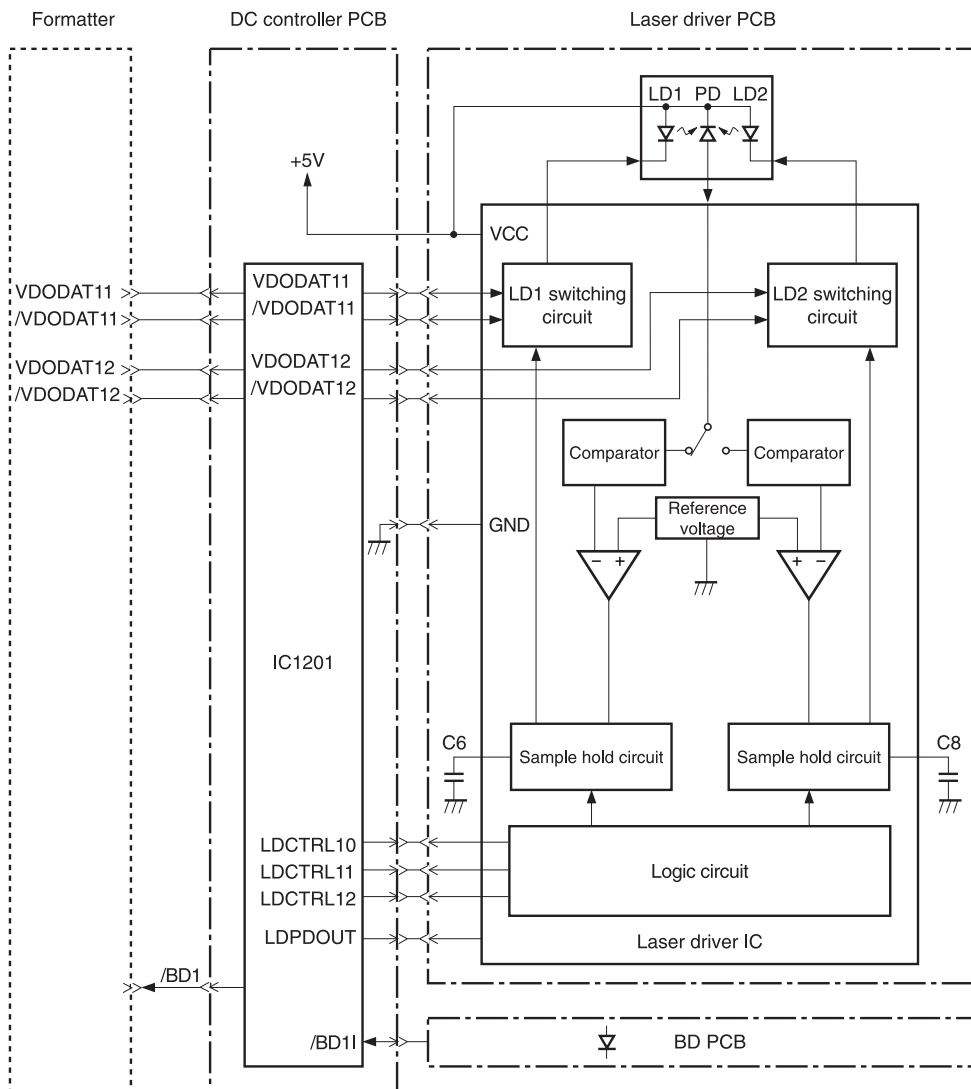 Formatter
DC controller PCB
Laser driver PCB
LD1 PD LD2
+5V
VCC
VDODAT11
/VDODAT11
VDODAT12
/VDODAT12
VDODAT11
/VDODAT11
VDODAT12
/VDODAT12
LD1 switching
circuit
LD2 switching
circuit
Comparator
Comparator
Reference
voltage
GND
− +
+ −
IC1201
C6
Sample hold circuit
Sample hold circuit
C8
LDCTRL10
LDCTRL11
LDCTRL12
Logic circuit
LDPDOUT
Laser driver IC
/BD1
/BD1I
BD PCB